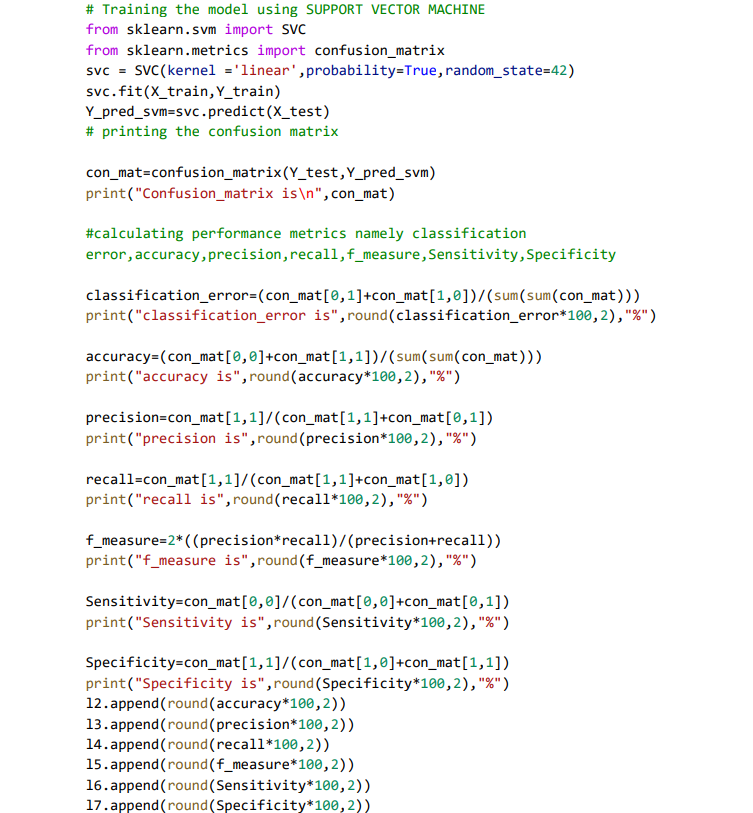 # Training the model using SUPPORT VECTOR MACHINE
from sklearn.svm import SVC
from sklearn.metrics import confusion_matrix
svc = SVC(kernel ='linear',probability=True,random_state=42)
svc.fit(X_train,Y_train)
Y_pred_svm=svc.predict(X_test)
# printing the confusion matrix
con_mat=confusion_matrix(Y_test,Y_pred_svm)
print("Confusion_matrix is\n",con_mat)
#calculating performance metrics namely classification
error,accuracy,precision,recall,f_measure,Sensitivity,Specificity
classification_error=(con_mat[0,1]+con_mat[1,0])/(sum(sum(con_mat)))
print("classification_error is",round(classification_error*100,2),"%")
accuracy=(con_mat[0,0]+con_mat[1,1])/(sum(sum(con_mat)))
print("accuracy is",round(accuracy*100,2),"%")
precision=con_mat[1,1]/(con_mat[1,1]+con_mat[0,1])
print("precision is",round(precision*100,2),"%")
recall=con_mat[1,1]/(con_mat[1,1]+con_mat[1,0])
print("recall is",round(recall*100,2),"%")
f_measure=2*((precision*recall)/(precision+recall))
print("f_measure is",round(f_measure*100,2),"%")
Sensitivity=con_mat[0,0]/(con_mat[0,0]+con_mat[0,1])
print("Sensitivity is",round(Sensitivity*100,2),"%")
Specificity=con_mat[1,1]/(con_mat[1,0]+con_mat[1,1])
print("Specificity is",round(Specificity*100,2),"%")
l2.append(round(accuracy*100,2))
l3.append(round(precision*100,2))
l4.append(round(recall*100,2))
l5.append(round(f_measure*100,2))
l6.append(round(Sensitivity*100,2))
l7.append(round(Specificity*100,2))